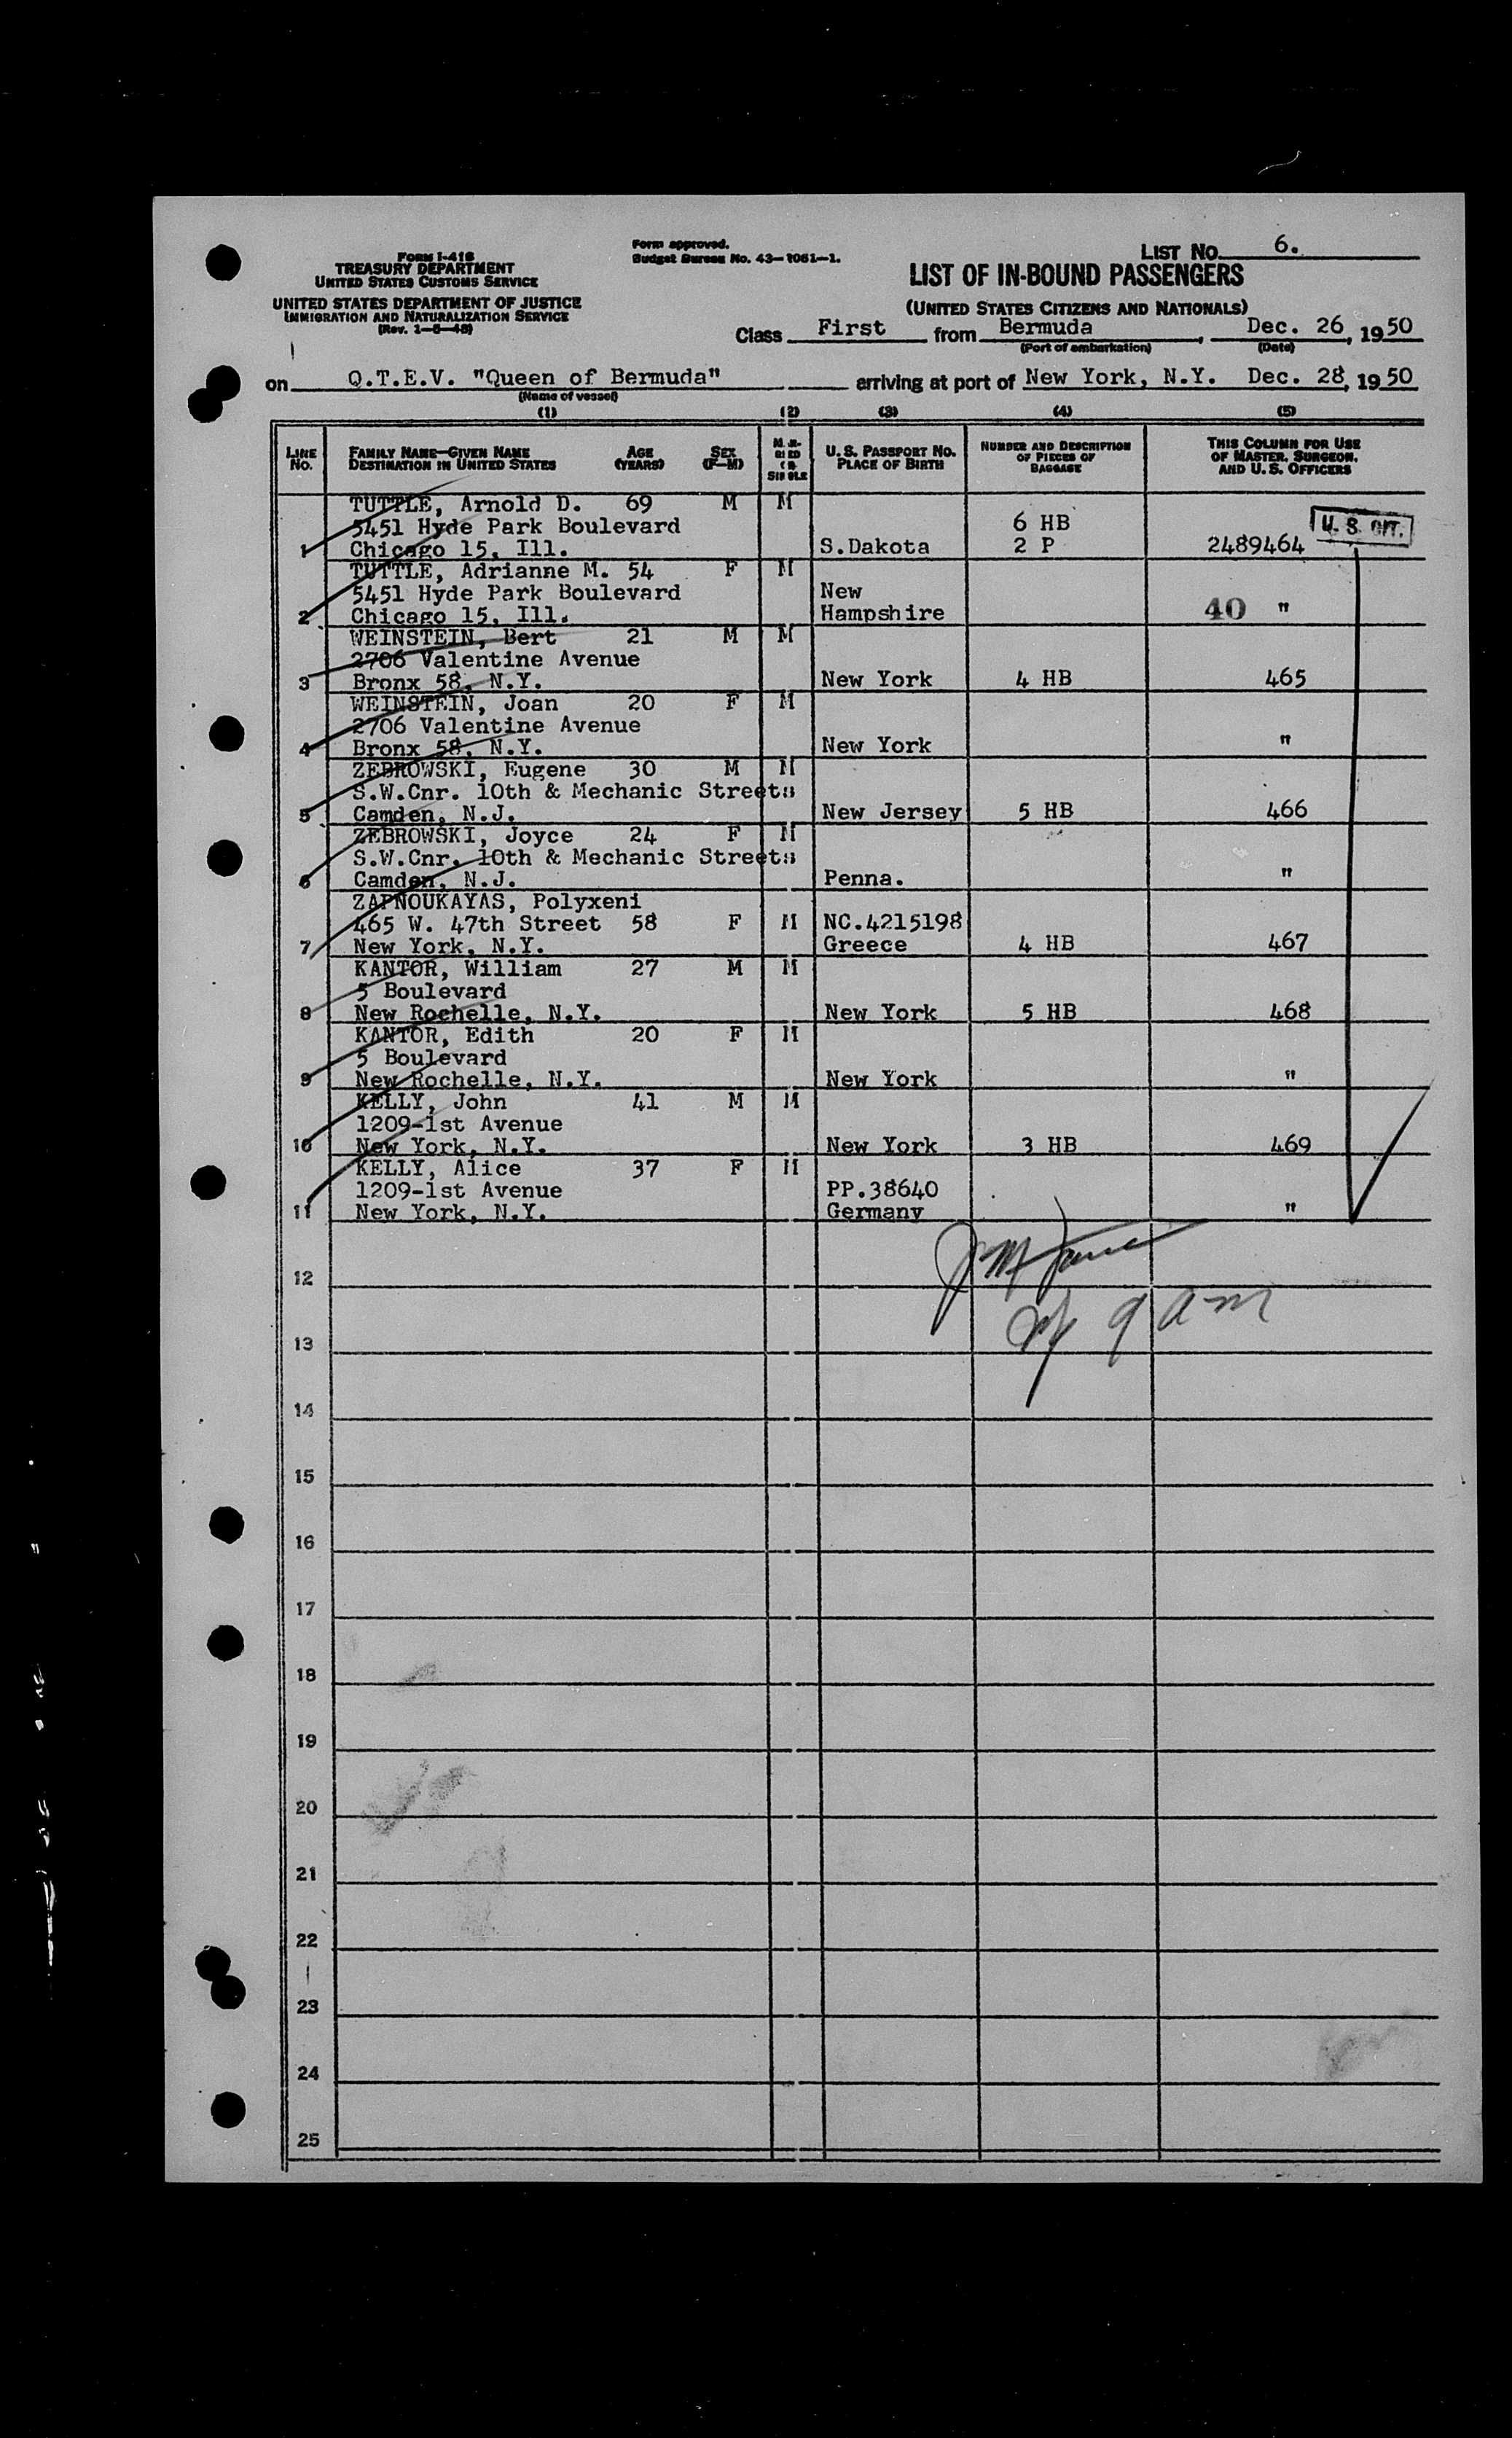 Form I-416
TREASURY DEPARTMENT
UNITED STATES CUSTOMS SERVICE
UNITED STATES DEPARTMENT OF JUSTICE
IMMIGRATION AND NATURALIZATION SERVICE
Form approved.
Budget Bureau No. 43—1061—1.
LIST NO. 6.
LIST OF IN-BOUND PASSENGERS
(UNITED STATES CITIZENS AND NATIONALS)
Class First from Bermuda, Dec. 26, 1950
(Port of embarkation) (Date)
on Q.T.E.V. "Queen of Bermuda" arriving at port of New York, N.Y. Dec. 28, 1950
(Name of vessel)
(1) (2) (3) (4) (5)
LINE NO. FAMILY NAME—GIVEN NAME DESTINATION IN UNITED STATES AGE (YEARS) SEX (F—M) MARRIED OR SINGLE U. S. PASSPORT NO. PLACE OF BIRTH NUMBER AND DESCRIPTION OF PIECES OF BAGGAGE THIS COLUMN FOR USE OF MASTER, SURGEON, AND U. S. OFFICERS
TUTTLE, Arnold D. 69 M M
5451 Hyde Park Boulevard 6 HB U. S. CIT.
1 Chicago 15, Ill. S.Dakota 2 P 2489464
TUTTLE, Adrianne M. 54 F M
5451 Hyde Park Boulevard New
2 Chicago 15, Ill. Hampshire 40 "
WEINSTEIN, Bert 21 M M
2706 Valentine Avenue
3 Bronx 58, N.Y. New York 4 HB 465
WEINSTEIN, Joan 20 F M
2706 Valentine Avenue
4 Bronx 58, N.Y. New York "
ZEBROWSKI, Eugene 30 M M
S.W.Cnr. 10th & Mechanic Streets
5 Camden, N.J. New Jersey 5 HB 466
ZEBROWSKI, Joyce 24 F M
S.W.Cnr. 10th & Mechanic Streets
6 Camden, N.J. Penna. "
ZAPNOUKAYAS, Polyxeni
465 W. 47th Street 58 F M NC.4215198
7 New York, N.Y. Greece 4 HB 467
KANTOR, William 27 M M
5 Boulevard
8 New Rochelle, N.Y. New York 5 HB 468
KANTOR, Edith 20 F M
5 Boulevard
9 New Rochelle, N.Y. New York "
KELLY, John 41 M M
1209-1st Avenue
10 New York, N.Y. New York 3 HB 469
KELLY, Alice 37 F M
1209-1st Avenue PP.38640
11 New York, N.Y. Germany "
12
13
14
15
16
17
18
19
20
21
22
23
24
25